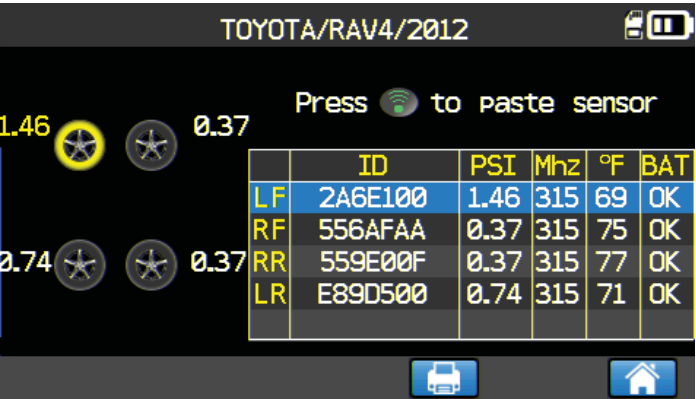 TOYOTA/RAV4/2012
Press to paste sensor
1.46 0.37
0.74 0.37
ID PSI Mhz °F BAT
LF 2A6E100 1.46 315 69 OK
RF 556AFAA 0.37 315 75 OK
RR 559E00F 0.37 315 77 OK
LR E89D500 0.74 315 71 OK